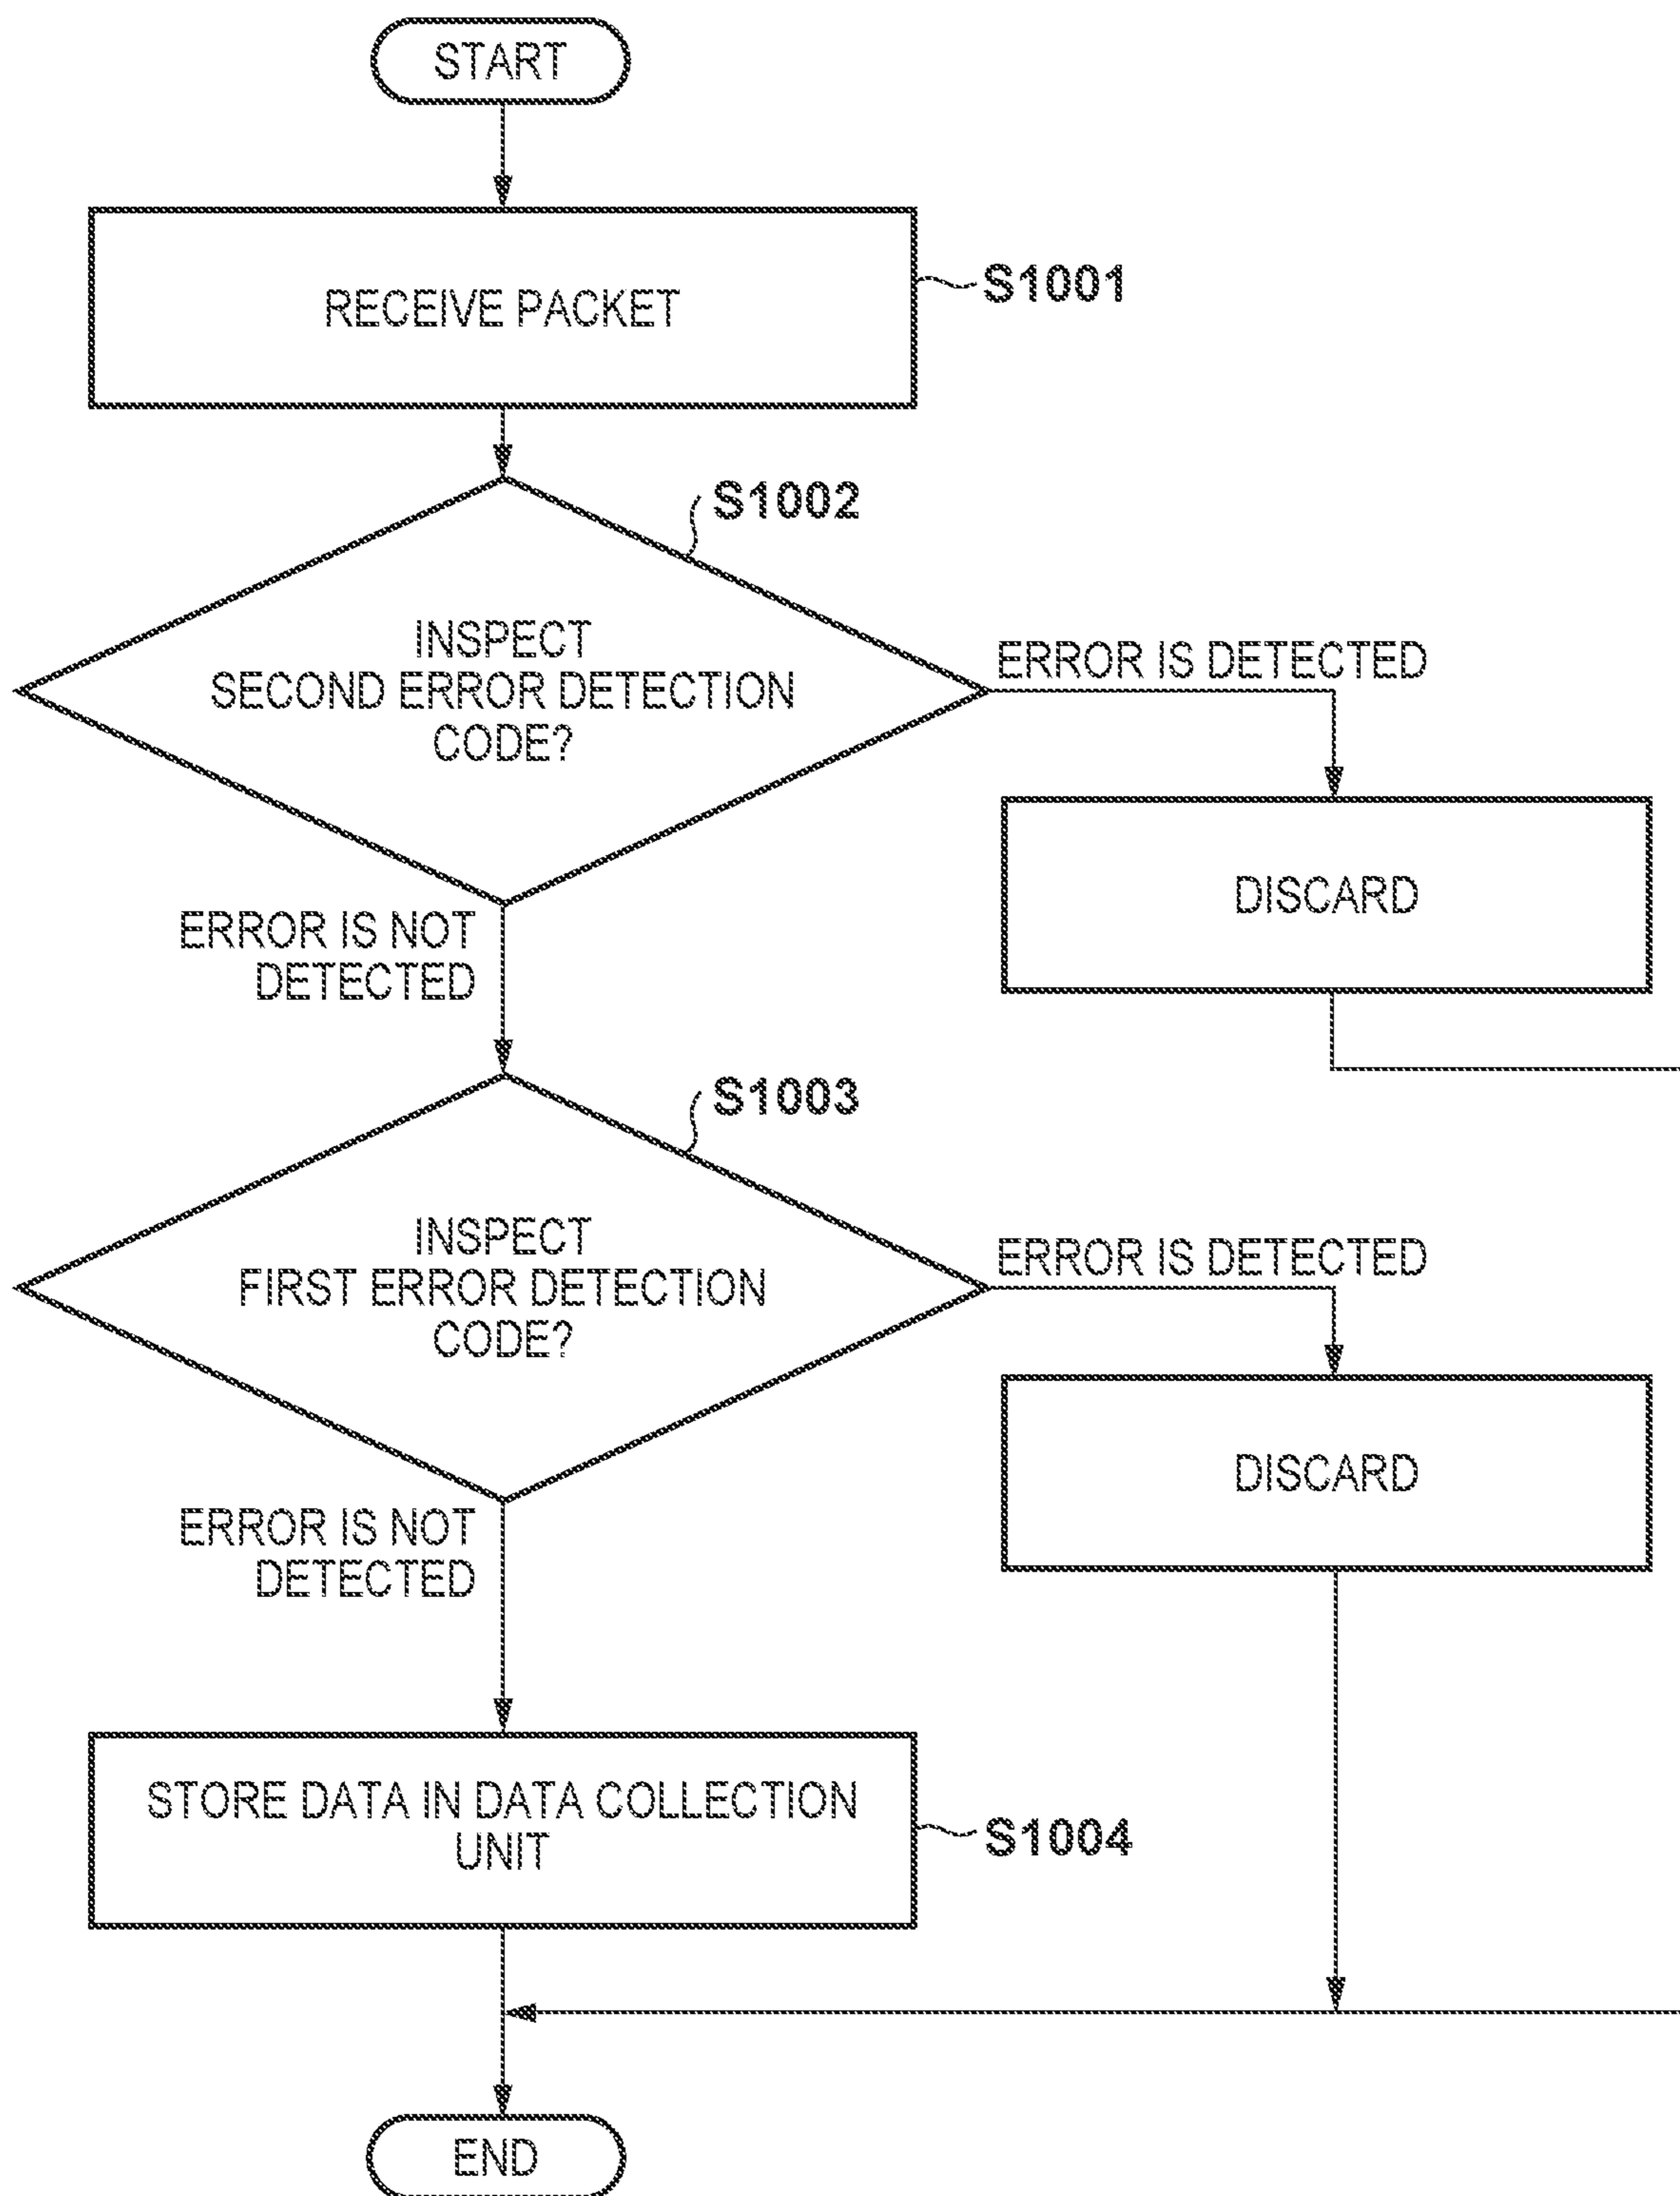 START
RECEIVE PACKET
S1001
S1002
INSPECT
SECOND ERROR DETECTION
CODE?
ERROR IS DETECTED
DISCARD
ERROR IS NOT
DETECTED
S1003
INSPECT
FIRST ERROR DETECTION
CODE?
ERROR IS DETECTED
DISCARD
ERROR IS NOT
DETECTED
STORE DATA IN DATA COLLECTION
UNIT
S1004
END